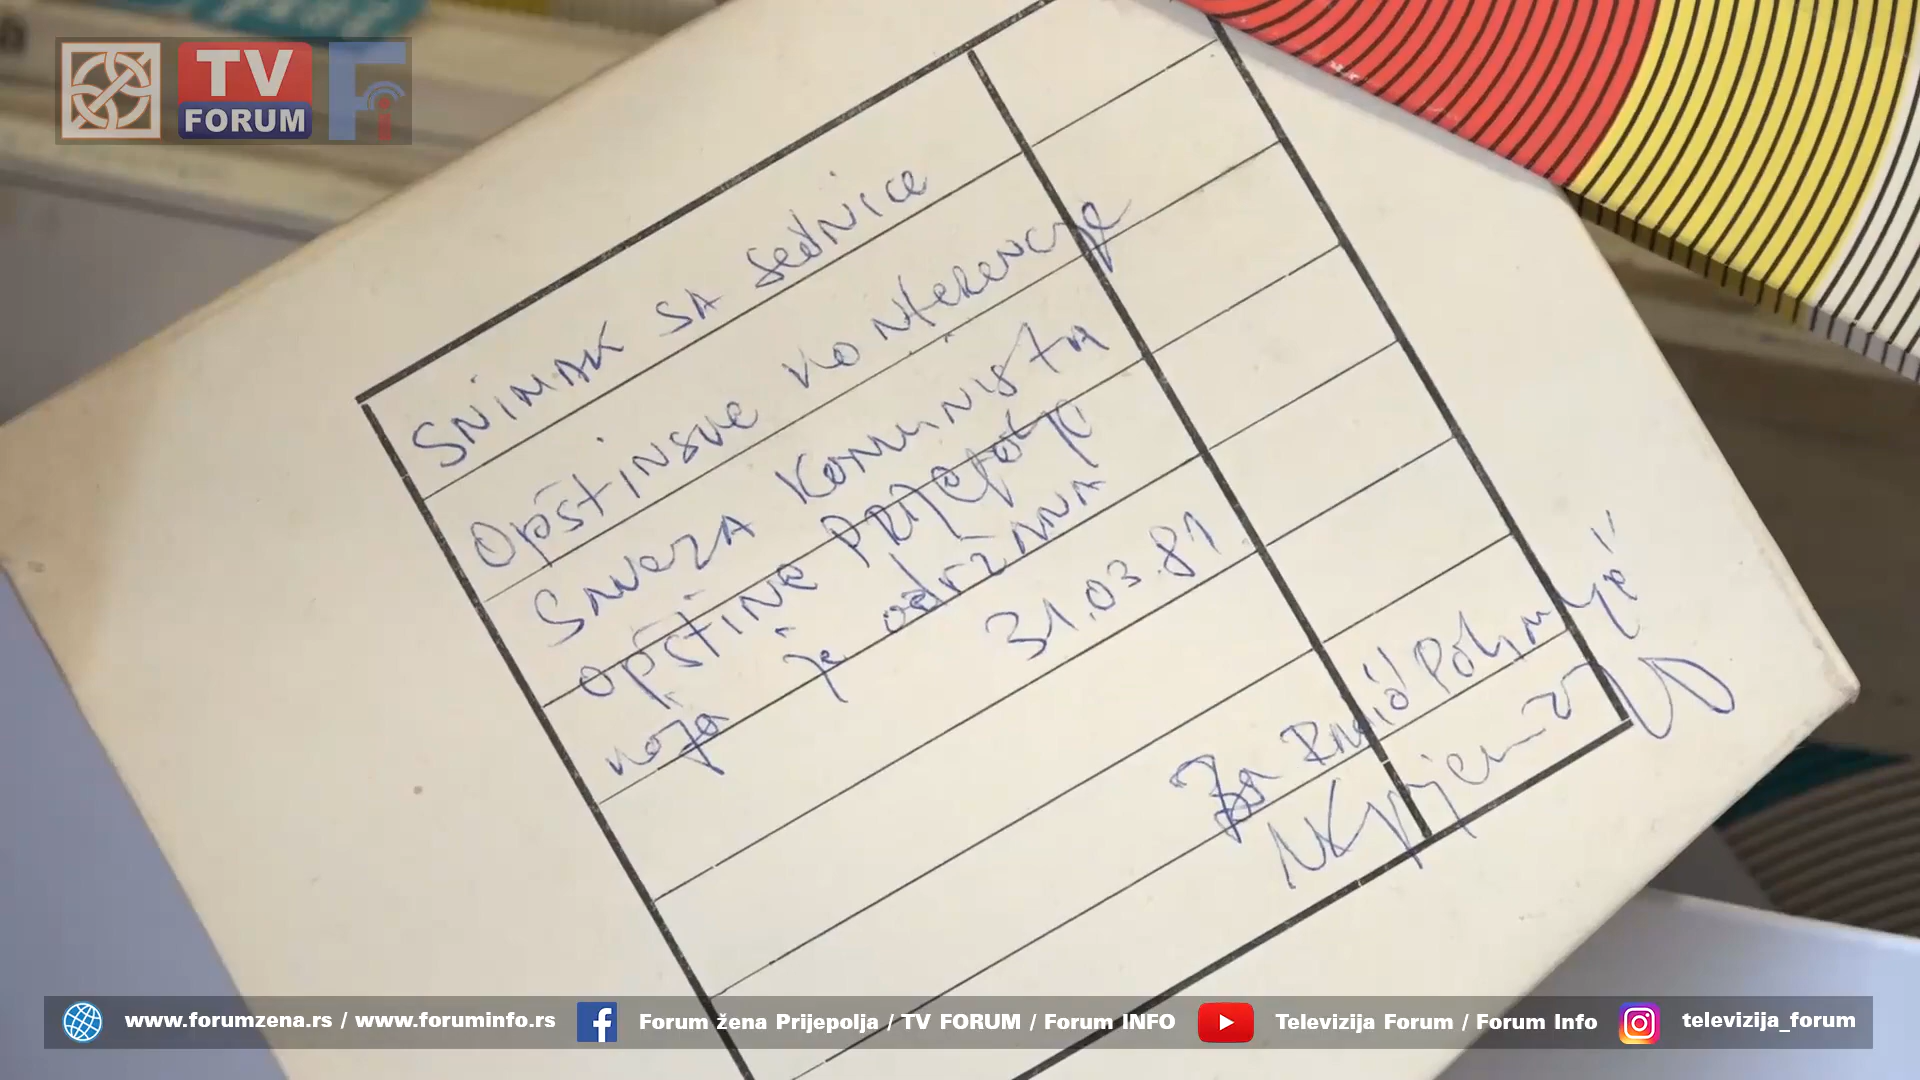 TV
FORUM
SNIMAK SA sednice
Opštinske konferencije
Saveza Komunista
opštine Prijepolje
koja je održana
31.03.81.
Za Radio Polimlje
www.forumzena.rs / www.foruminfo.rs
Forum žena Prijepolja / TV FORUM / Forum INFO
Televizija Forum / Forum Info
televizija_forum